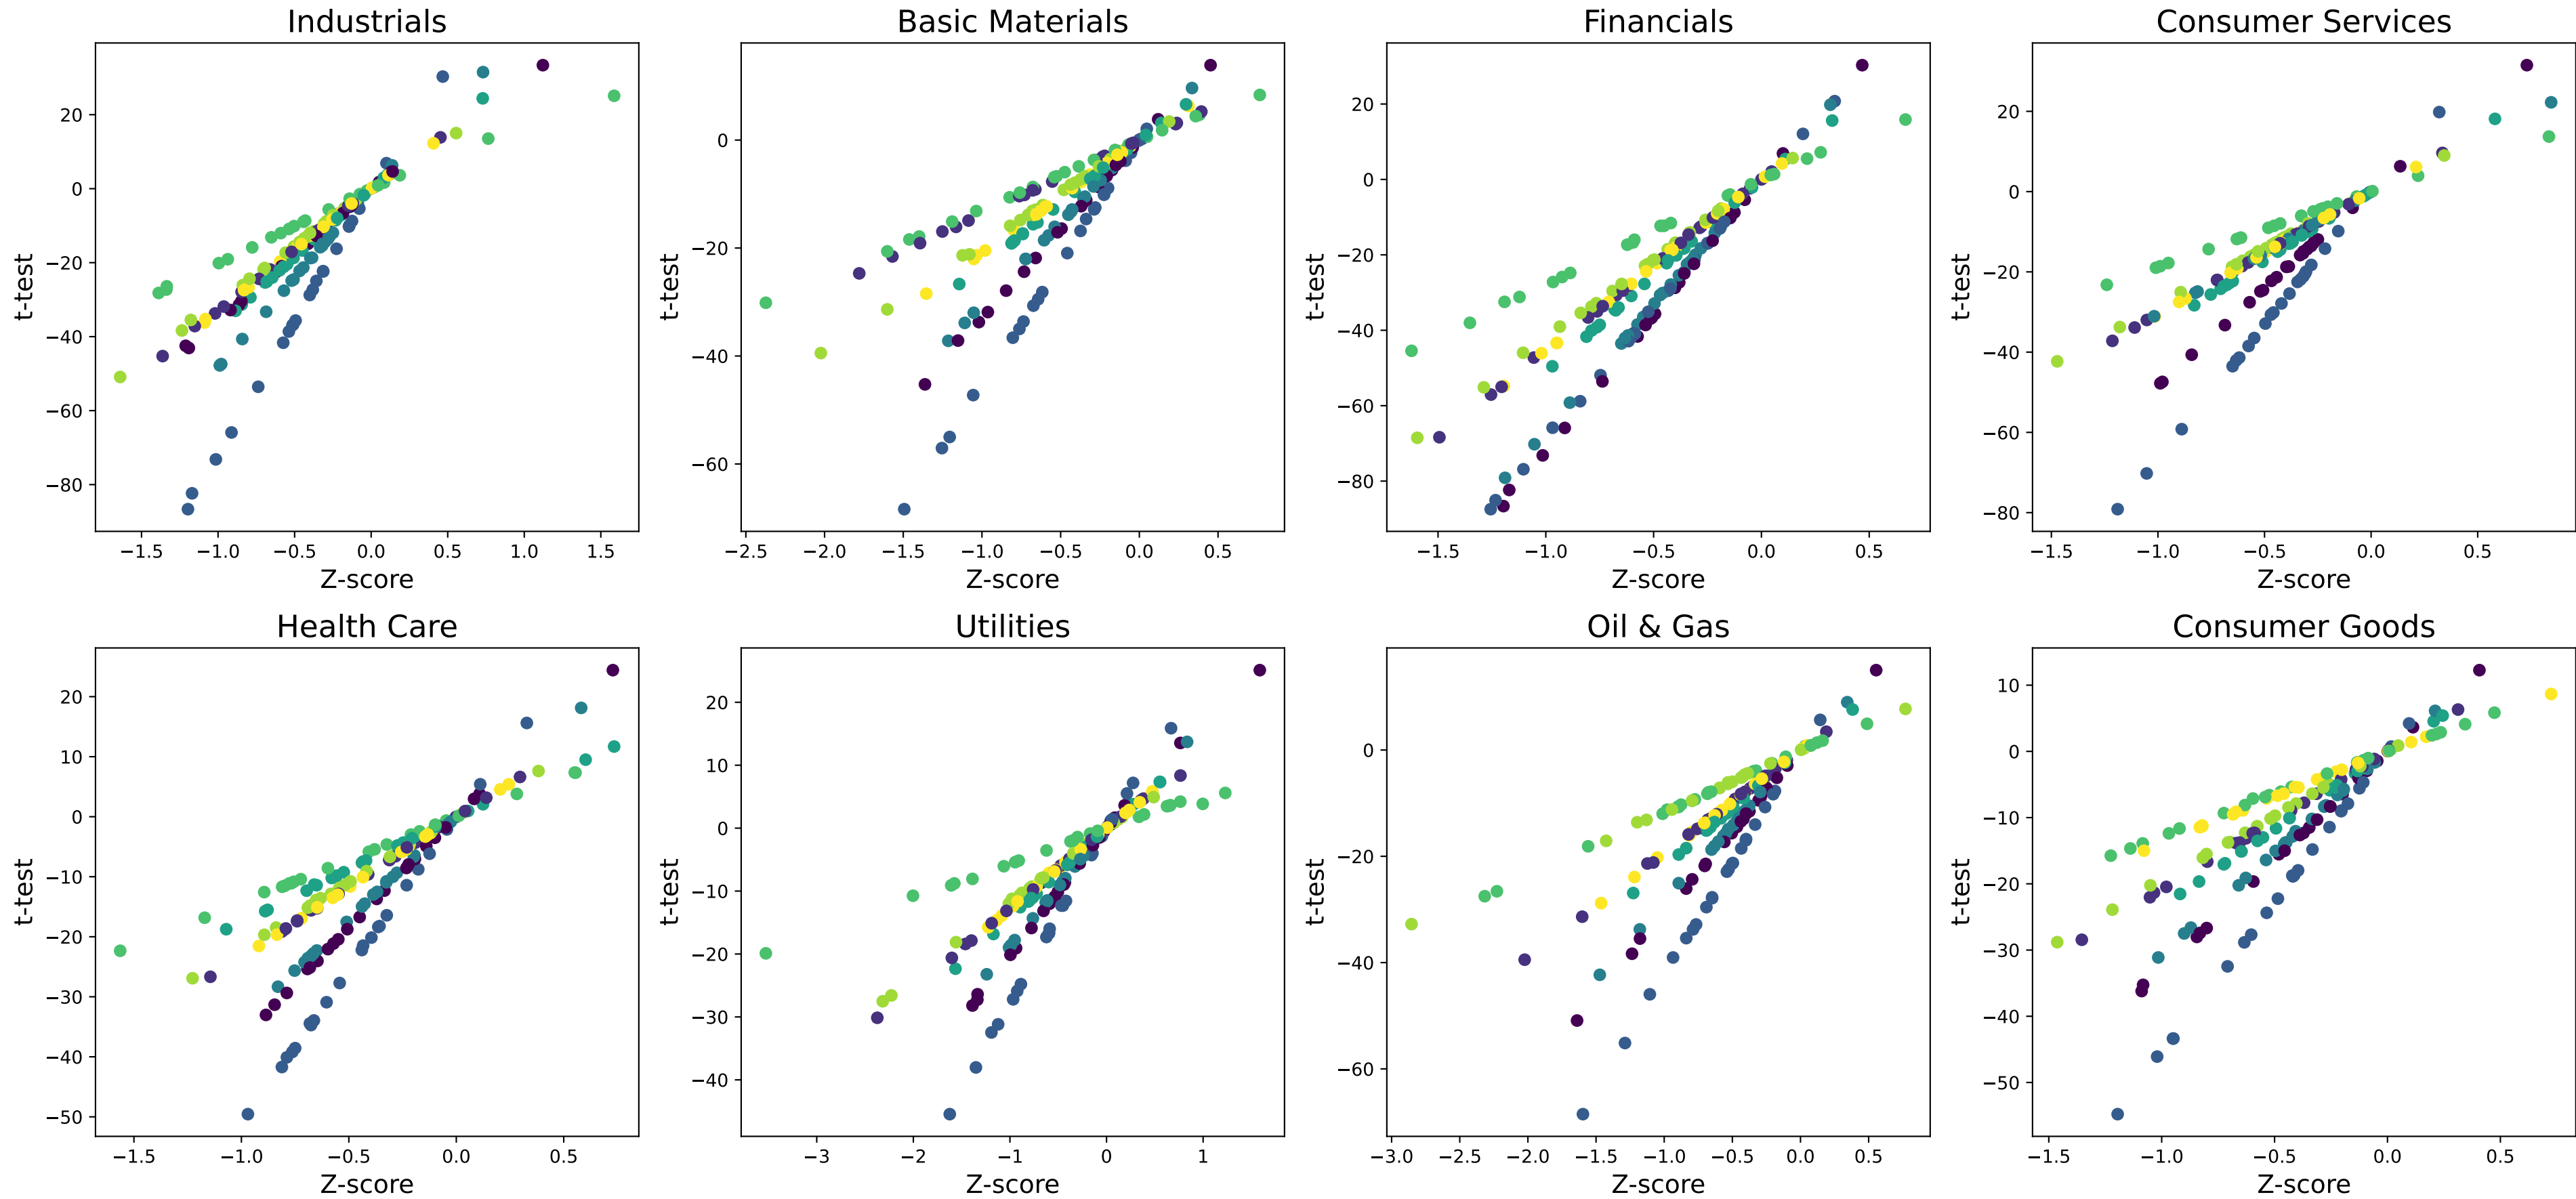 Industrials
Basic Materials
Financials
Consumer Services
t-test
20
0
−20
−40
−60
−80
−1.5 −1.0 −0.5 0.0 0.5 1.0 1.5
Z-score
t-test
0
−20
−40
−60
−2.5 −2.0 −1.5 −1.0 −0.5 0.0 0.5
Z-score
t-test
20
0
−20
−40
−60
−80
−1.5 −1.0 −0.5 0.0 0.5
Z-score
t-test
20
0
−20
−40
−60
−80
−1.5 −1.0 −0.5 0.0 0.5
Z-score
Health Care
Utilities
Oil & Gas
Consumer Goods
t-test
20
10
0
−10
−20
−30
−40
−50
−1.5 −1.0 −0.5 0.0 0.5
Z-score
t-test
20
10
0
−10
−20
−30
−40
−3 −2 −1 0 1
Z-score
t-test
0
−20
−40
−60
−3.0 −2.5 −2.0 −1.5 −1.0 −0.5 0.0 0.5
Z-score
t-test
10
0
−10
−20
−30
−40
−50
−1.5 −1.0 −0.5 0.0 0.5
Z-score